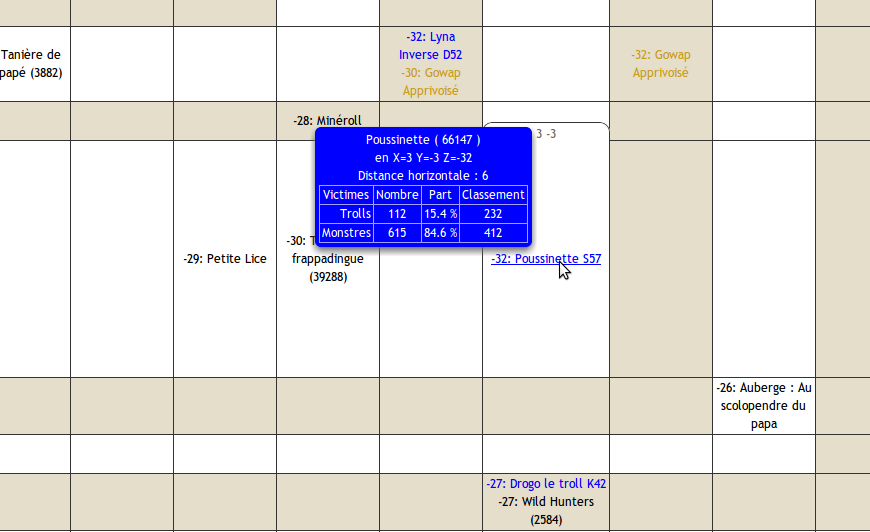 Tanière de
papé (3882)
-32: Lyna
Inverse D52
-30: Gowap
Apprivoisé
-32: Gowap
Apprivoisé
-28: Minéroll
3 -3
Poussinette ( 66147 )
en X=3 Y=-3 Z=-32
Distance horizontale : 6
Victimes Nombre Part Classement
Trolls 112 15.4 % 232
Monstres 615 84.6 % 412
-29: Petite Lice
-30: T
frappadingue
(39288)
-32: Poussinette S57
-26: Auberge : Au
scolopendre du
papa
-27: Drogo le troll K42
-27: Wild Hunters
(2584)